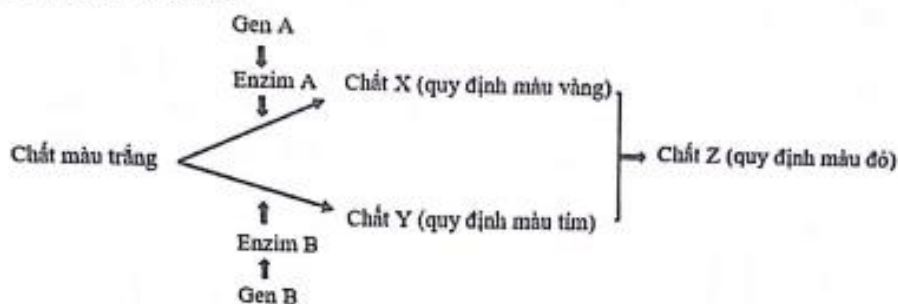 Gen A
Enzim A
Chất X (quy định màu vàng)
Chất màu trắng
Chất Z (quy định màu đỏ)
Chất Y (quy định màu tím)
Enzim B
Gen B